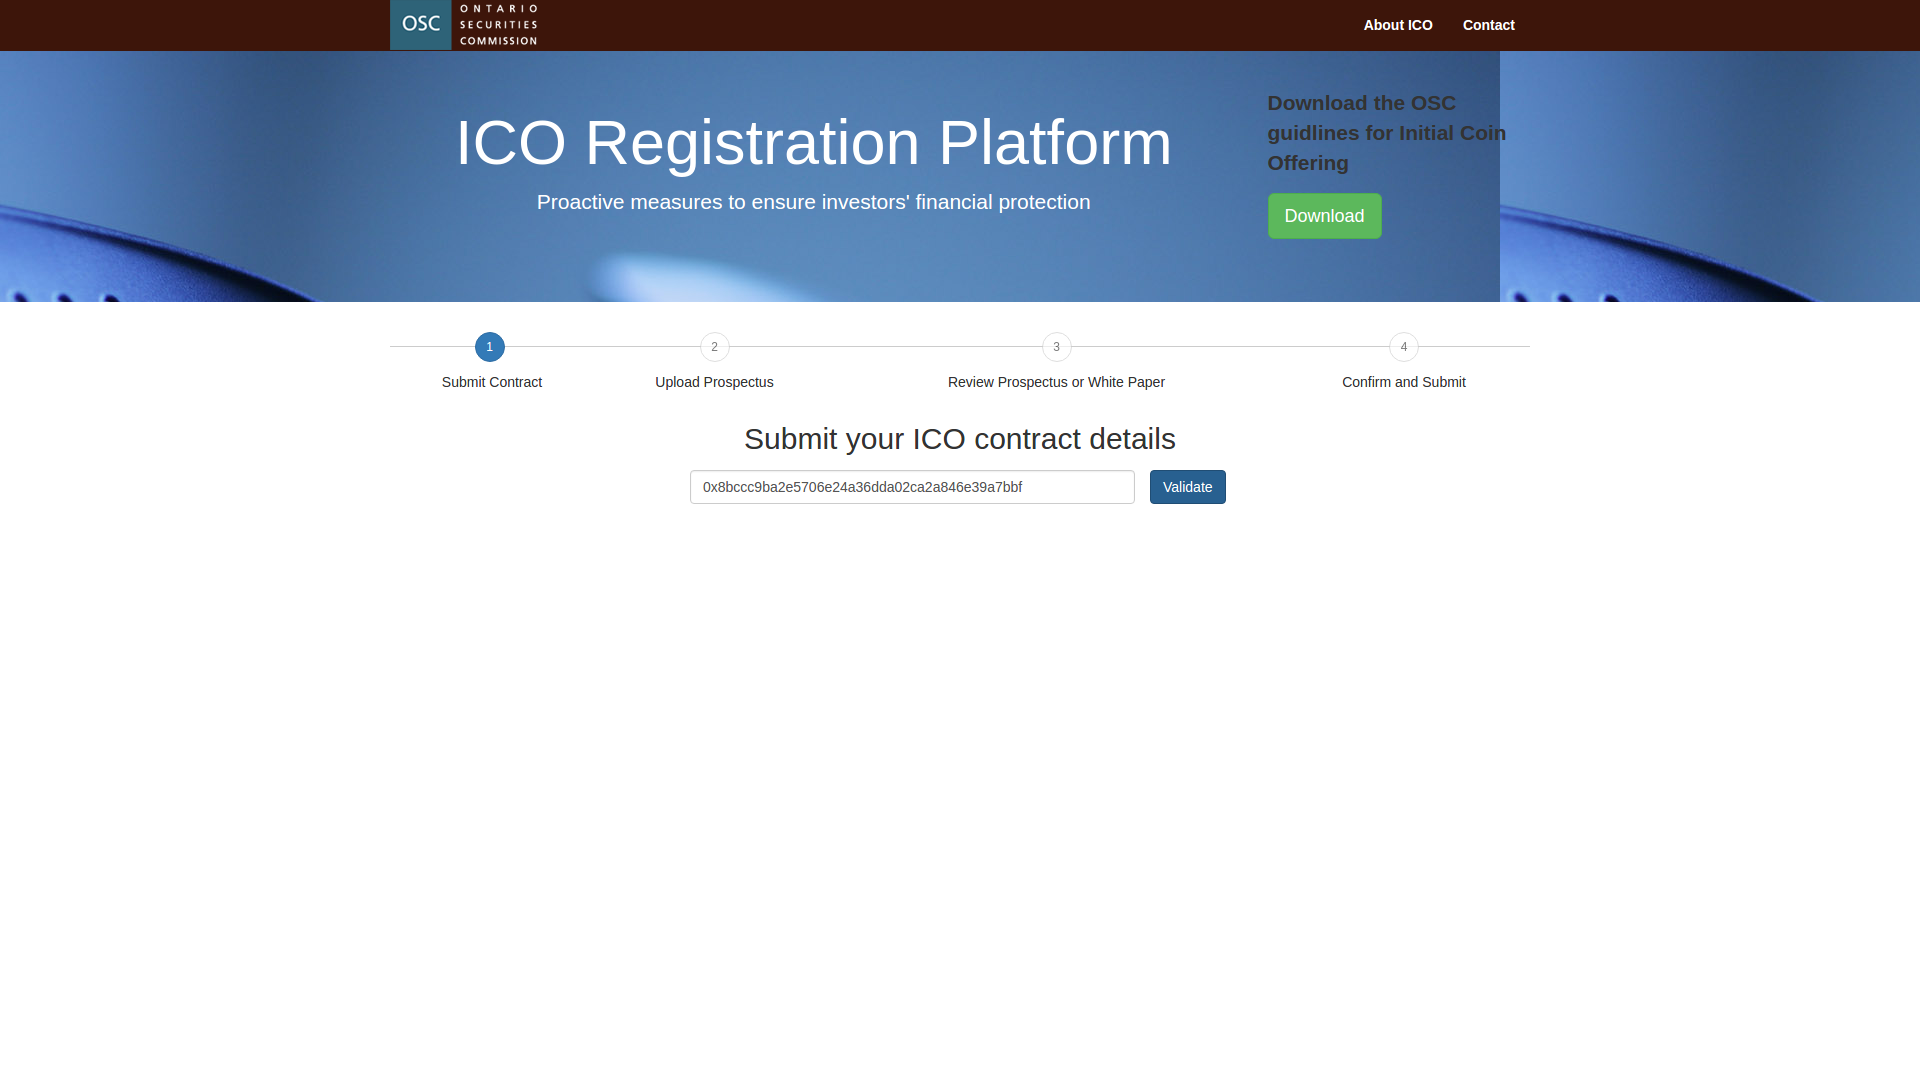 OSC
ONTARIO
SECURITIES
COMMISSION
About ICO
Contact
ICO Registration Platform
Proactive measures to ensure investors' financial protection
Download the OSC
guidlines for Initial Coin
Offering
Download
1
2
3
4
Submit Contract
Upload Prospectus
Review Prospectus or White Paper
Confirm and Submit
Submit your ICO contract details
0x8bccc9ba2e5706e24a36dda02ca2a846e39a7bbf
Validate